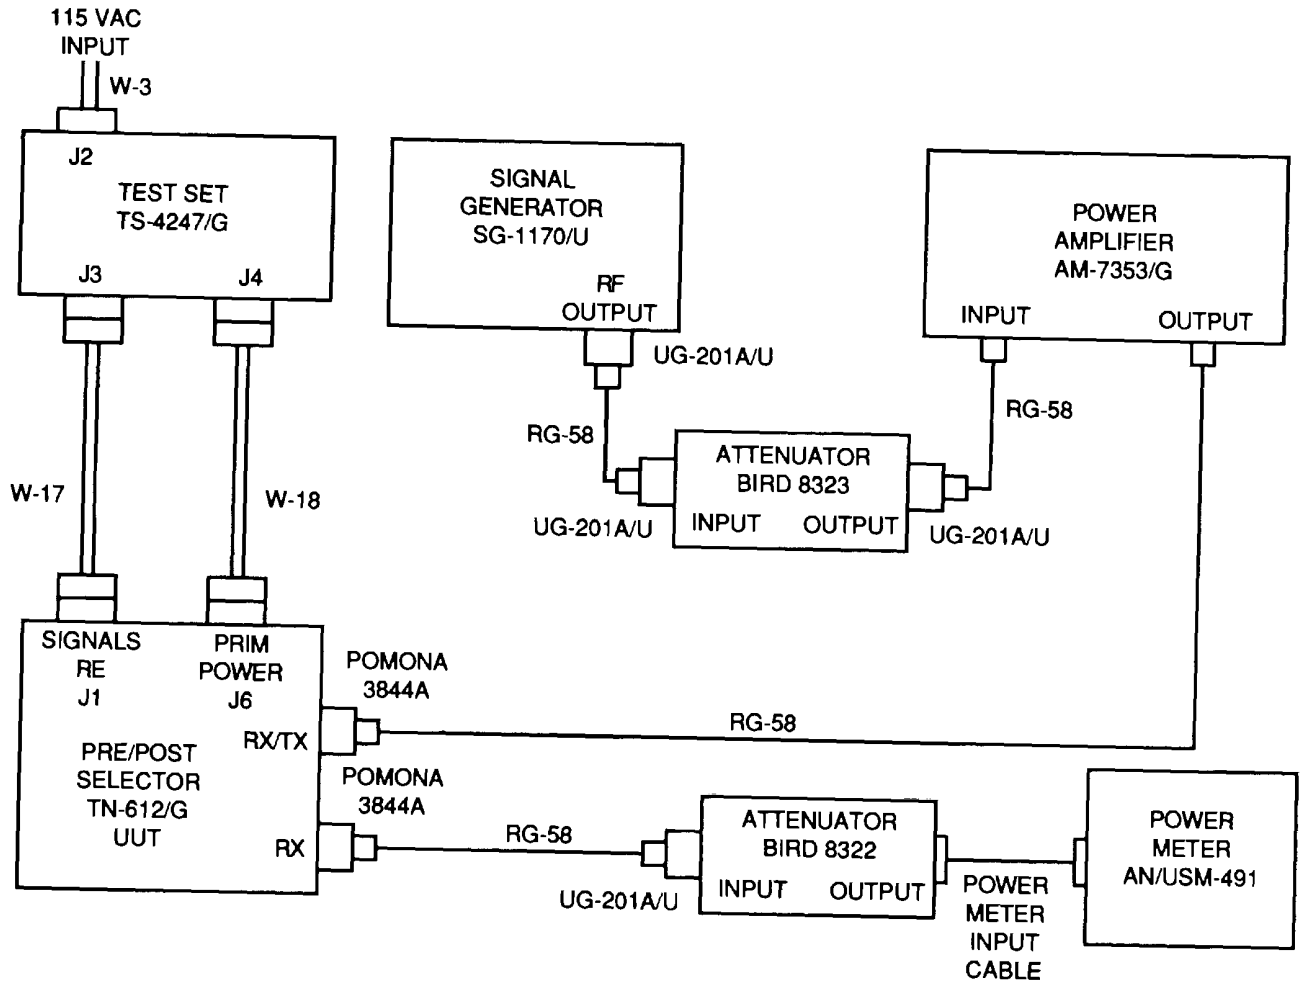 115 VAC
INPUT
W-3
J2
TEST SET
TS-4247/G
J3
J4
SIGNAL
GENERATOR
SG-1170/U
RF
OUTPUT
UG-201A/U
POWER
AMPLIFIER
AM-7353/G
INPUT
OUTPUT
RG-58
RG-58
ATTENUATOR
BIRD 8323
INPUT
OUTPUT
UG-201A/U
UG-201A/U
W-17
W-18
SIGNALS
RE
J1
PRIM
POWER
J6
RX/TX
PRE/POST
SELECTOR
TN-612/G
UUT
RX
POMONA
3844A
RG-58
POMONA
3844A
RG-58
UG-201A/U
ATTENUATOR
BIRD 8322
INPUT
OUTPUT
POWER
METER
INPUT
CABLE
POWER
METER
AN/USM-491